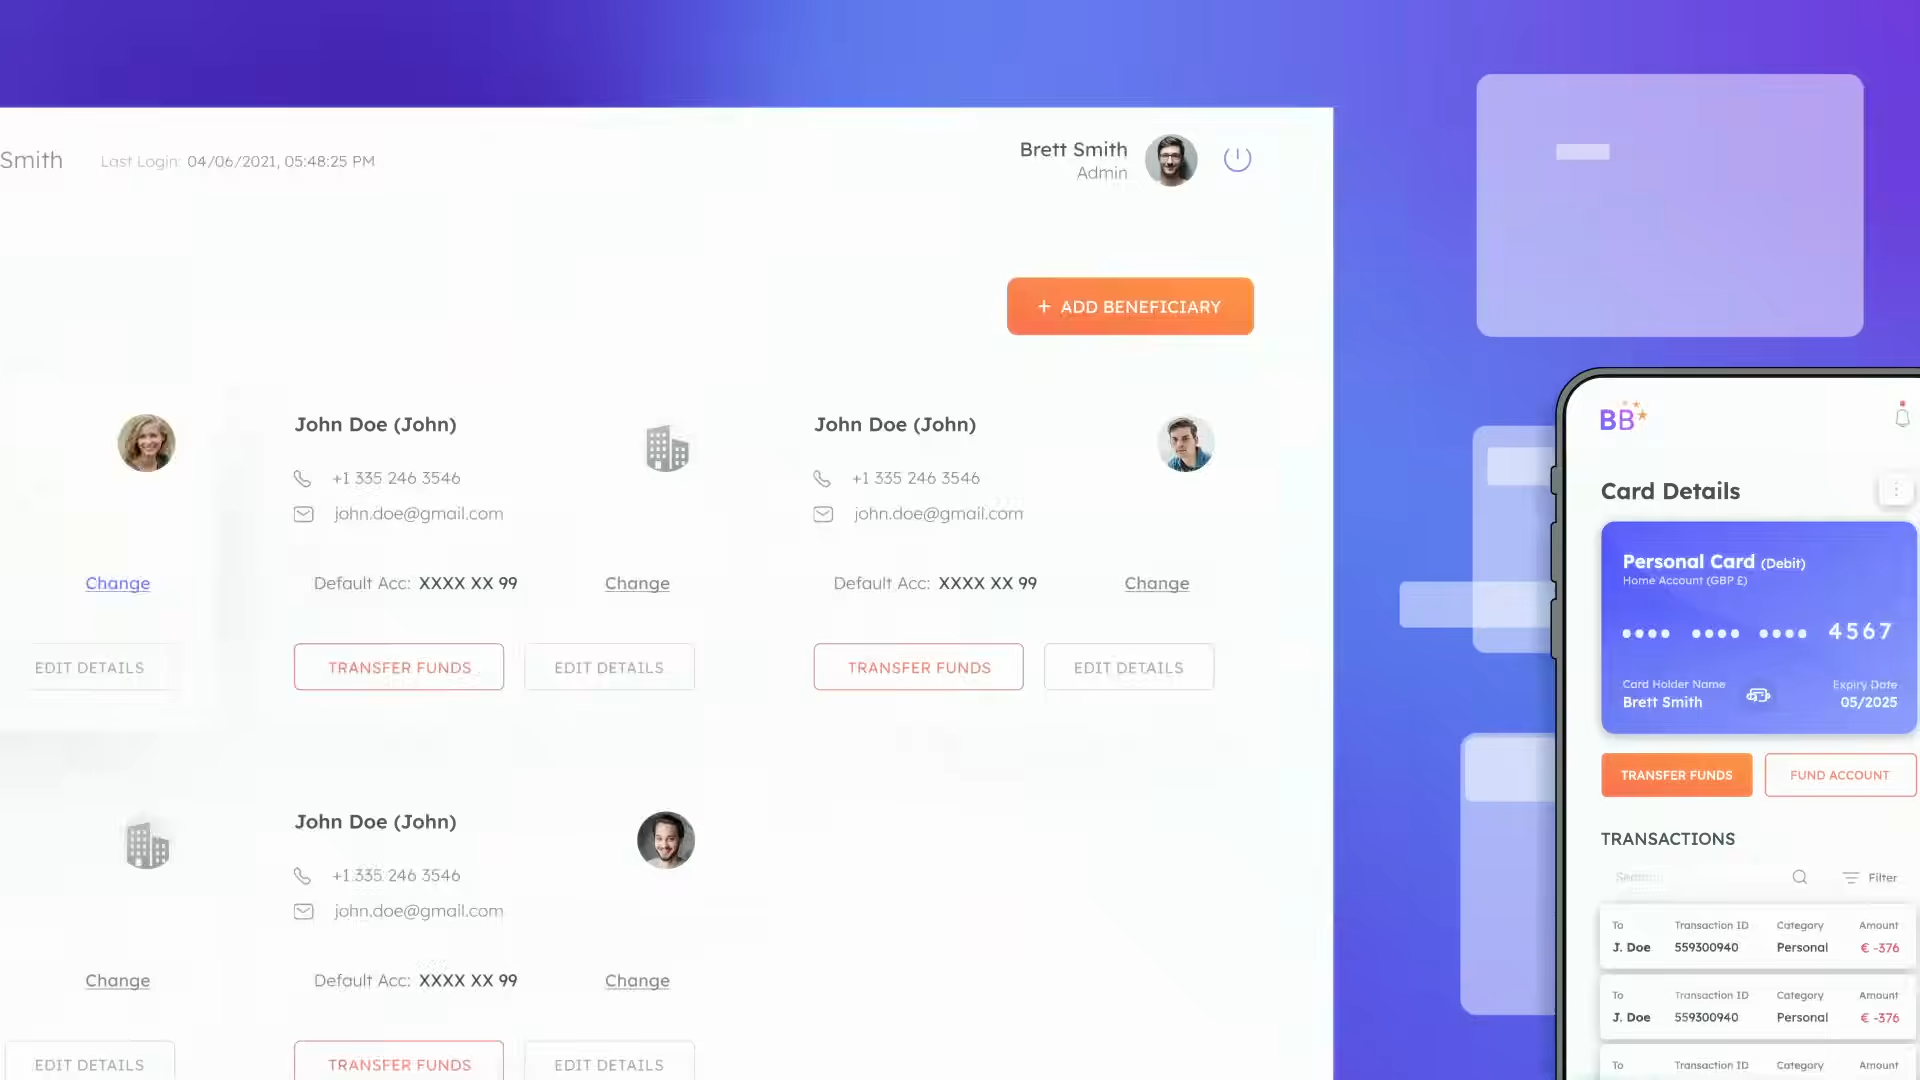 Smith Last Login: 04/06/2021, 05:48:25 PM
Brett Smith
Admin
+ ADD BENEFICIARY
John Doe (John)
+1 335 246 3546
john.doe@gmail.com
Default Acc: XXXX XX 99 Change
TRANSFER FUNDS EDIT DETAILS
John Doe (John)
+1 335 246 3546
john.doe@gmail.com
Default Acc: XXXX XX 99 Change
TRANSFER FUNDS EDIT DETAILS
Change
EDIT DETAILS
Change
EDIT DETAILS
John Doe (John)
+1 335 246 3546
john.doe@gmail.com
Default Acc: XXXX XX 99 Change
TRANSFER FUNDS EDIT DETAILS
BB
Card Details
Personal Card (Debit)
Home Account (GBP £)
4567
Card Holder Name
Brett Smith
Expiry Date
05/2025
TRANSFER FUNDS FUND ACCOUNT
TRANSACTIONS
Filter
To Transaction ID Category Amount
J. Doe 559300940 Personal € -376
To Transaction ID Category Amount
J. Doe 559300940 Personal € -376
To Transaction ID Category Amount